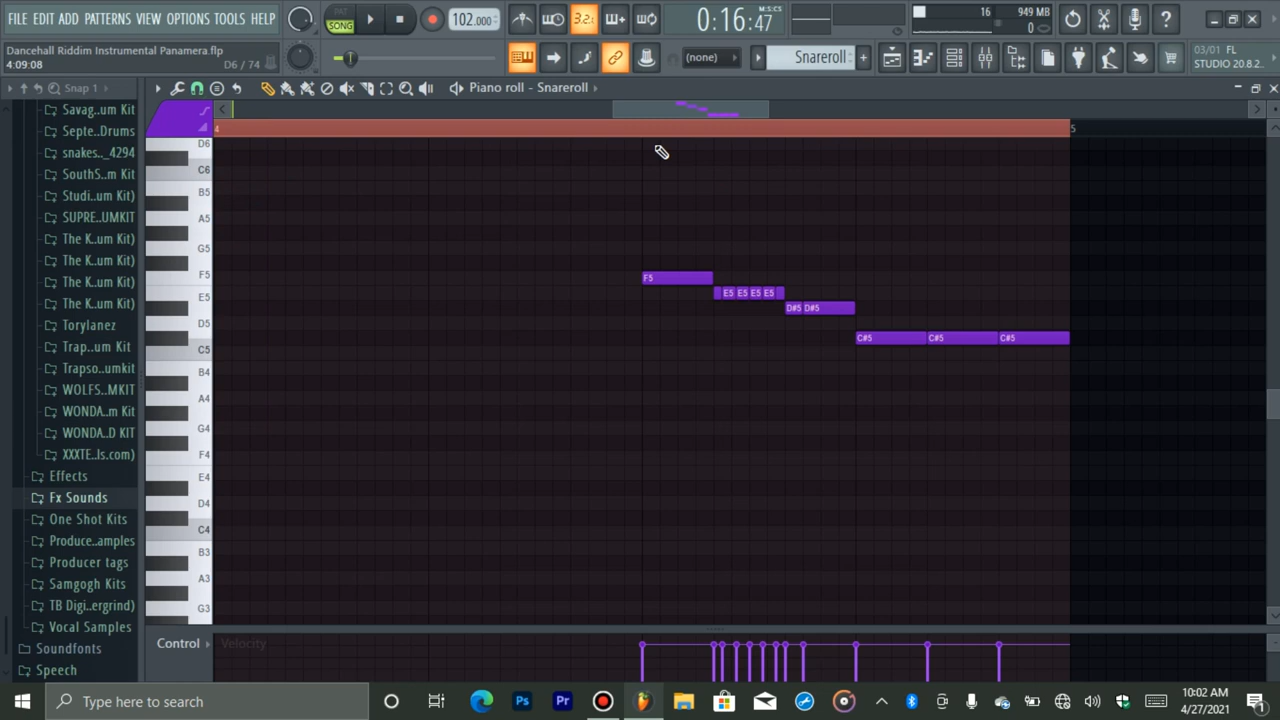 FILE EDIT ADD PATTERNS VIEW OPTIONS TOOLS HELP
PAT
SONG
102.000
3.2
0:16:47
M:S:CS
16
949 MB
0
Dancehall Riddim Instrumental Panamera.flp
4:09:08
D6 / 74
(none)
Snareroll
03/01 FL
STUDIO 20.8.2..
Snap 1
Piano roll - Snareroll
Savag..um Kit
Septe..Drums
snakes.._4294
SouthS..m Kit
Studi...um Kit)
SUPRE..UMKIT
The K...um Kit)
The K...um Kit)
The K...um Kit)
The K...um Kit)
Torylanez
Trap...um Kit
Trapso...umkit
WOLFS...MKIT
WONDA..m Kit
WONDA..D KIT
XXXTE...ls.com)
Effects
Fx Sounds
One Shot Kits
Produce..amples
Producer tags
Samgogh Kits
TB Digi..ergrind)
Vocal Samples
Soundfonts
Speech
4
5
D6
C6
B5
A5
G5
F5
E5
D5
C5
B4
A4
G4
F4
E4
D4
C4
B3
A3
G3
F5
E5 E5 E5 E5
D#5 D#5
C#5 C#5 C#5
Control
Velocity
Type here to search
Ps
Pr
10:02 AM
4/27/2021
1